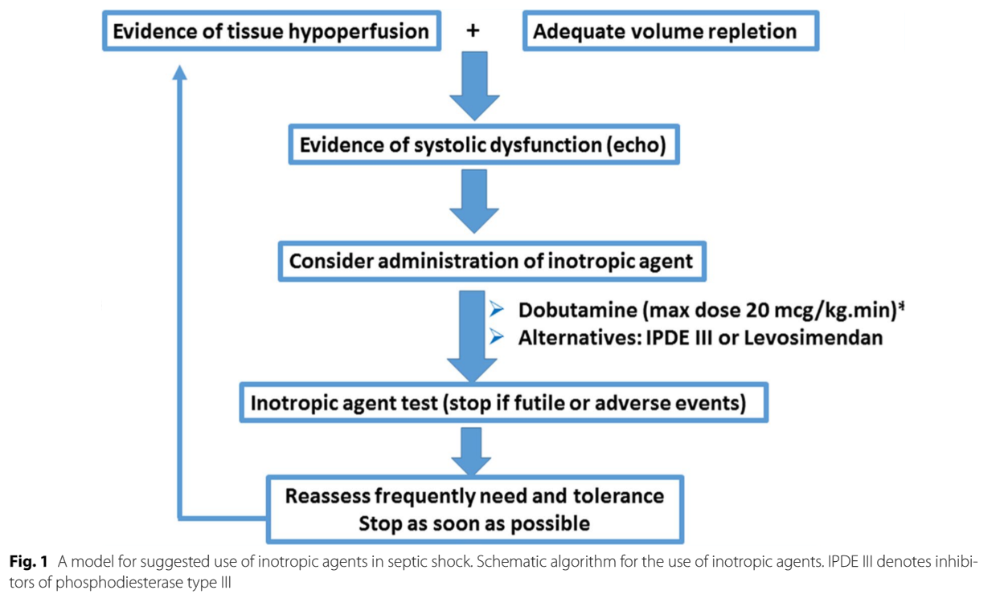 Evidence of tissue hypoperfusion + Adequate volume repletion
Evidence of systolic dysfunction (echo)
Consider administration of inotropic agent
Dobutamine (max dose 20 mcg/kg.min)*
Alternatives: IPDE III or Levosimendan
Inotropic agent test (stop if futile or adverse events)
Reassess frequently need and tolerance
Stop as soon as possible
Fig. 1 A model for suggested use of inotropic agents in septic shock. Schematic algorithm for the use of inotropic agents. IPDE III denotes inhibi-
tors of phosphodiesterase type III